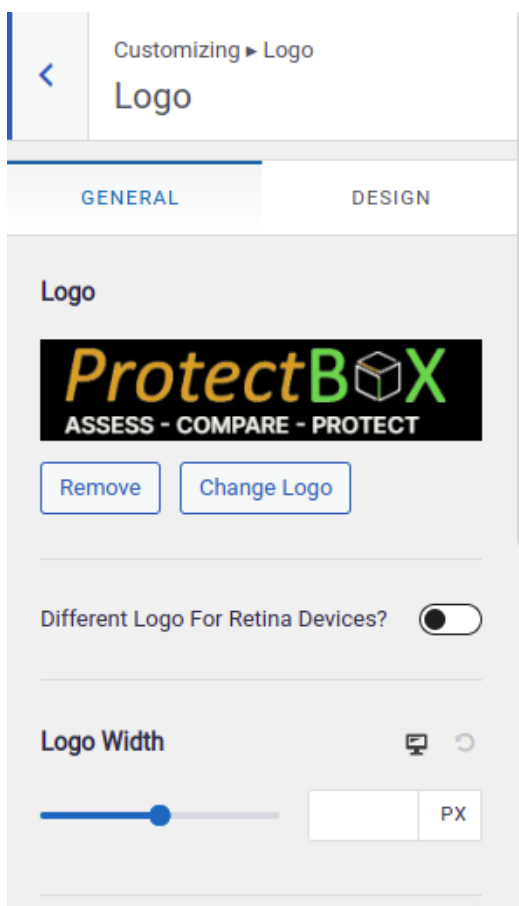 Customizing ▸ Logo
Logo
GENERAL
DESIGN
Logo
ProtectBOX
ASSESS - COMPARE - PROTECT
Remove
Change Logo
Different Logo For Retina Devices?
Logo Width
PX